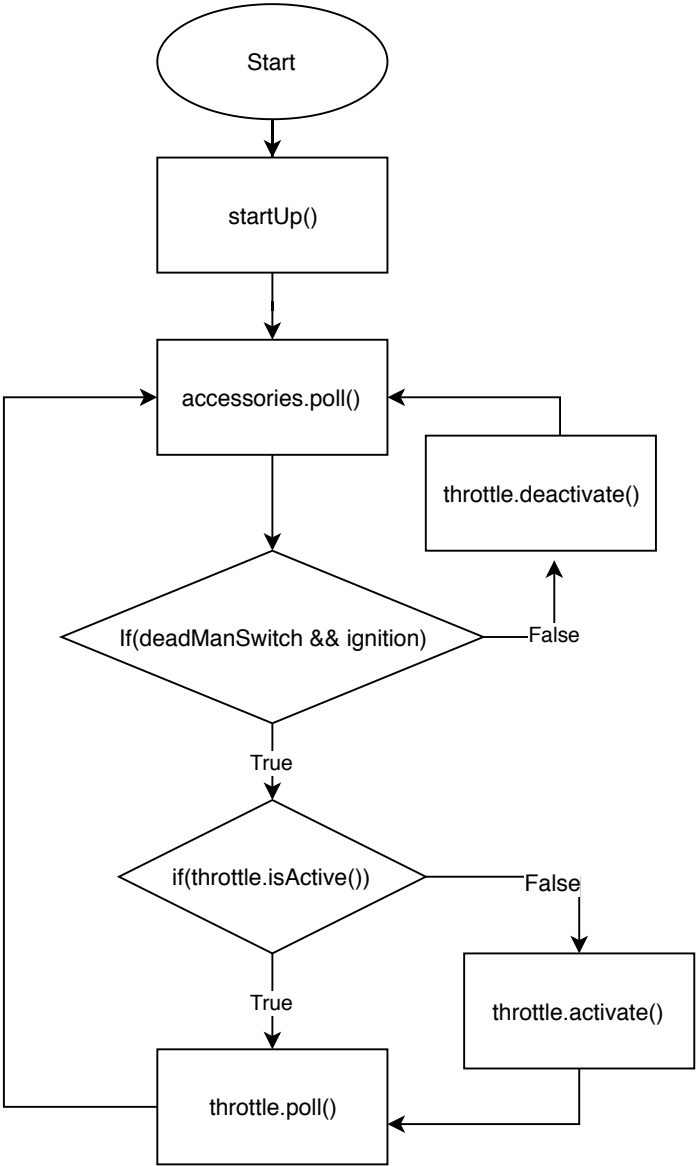 Start
startUp()
accessories.poll()
throttle.deactivate()
If(deadManSwitch && ignition)
False
True
if(throttle.isActive())
False
True
throttle.activate()
throttle.poll()